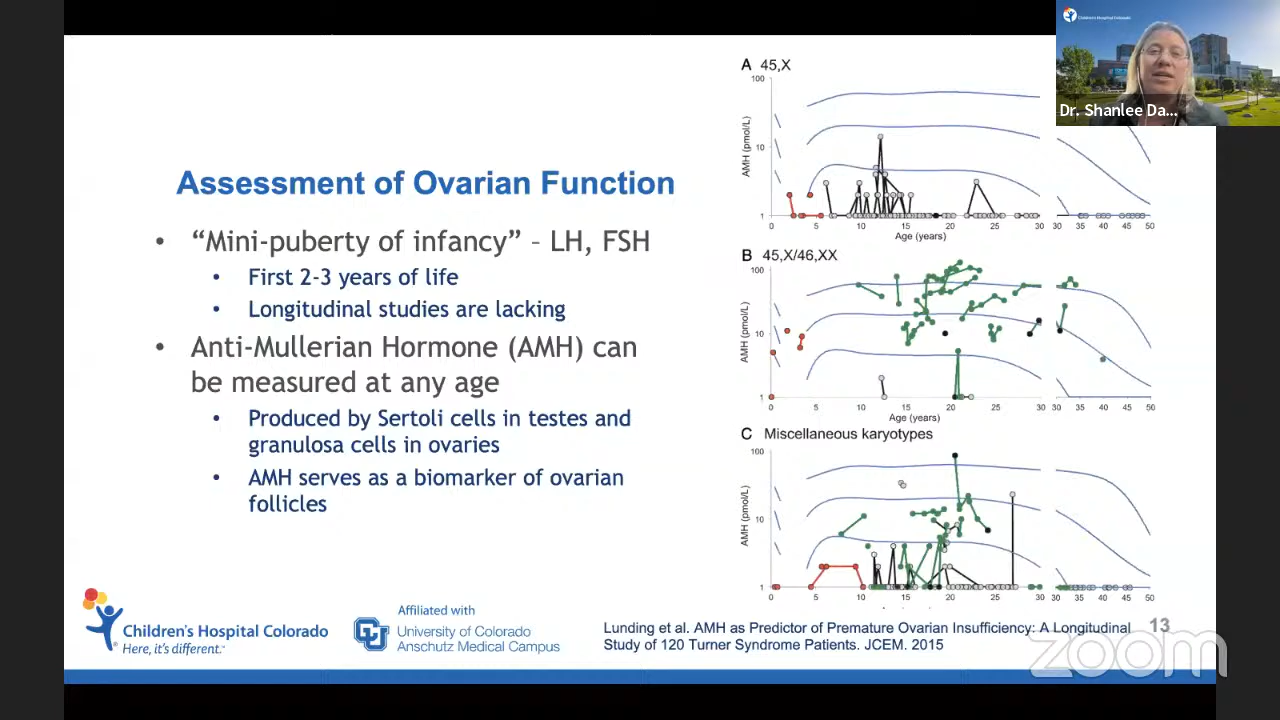 Children's Hospital Colorado
Dr. Shanlee Da...
Assessment of Ovarian Function
• “Mini-puberty of infancy” – LH, FSH
• First 2-3 years of life
• Longitudinal studies are lacking
• Anti-Mullerian Hormone (AMH) can
be measured at any age
• Produced by Sertoli cells in testes and
granulosa cells in ovaries
• AMH serves as a biomarker of ovarian
follicles
A 45,X
100
10
1
AMH (pmol/L)
0 5 10 15 20 25 30 30 35 40 45 50
Age (years)
B 45,X/46,XX
100
10
1
AMH (pmol/L)
0 5 10 15 20 25 30 30 35 40 45 50
Age (years)
C Miscellaneous karyotypes
100
10
1
AMH (pmol/L)
0 5 10 15 20 25 30 30 35 40 45 50
Children's Hospital Colorado
Here, it's different.™
Affiliated with
CU
University of Colorado
Anschutz Medical Campus
Lunding et al. AMH as Predictor of Premature Ovarian Insufficiency: A Longitudinal
Study of 120 Turner Syndrome Patients. JCEM. 2015
13
zoom